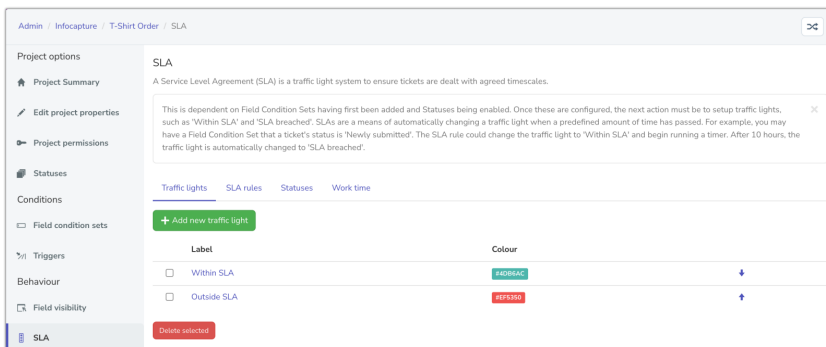 Admin / Infocapture / T-Shirt Order / SLA
Project options
Project Summary
Edit project properties
Project permissions
Statuses
Conditions
Field condition sets
Triggers
Behaviour
Field visibility
SLA
SLA
A Service Level Agreement (SLA) is a traffic light system to ensure tickets are dealt with agreed timescales.
This is dependent on Field Condition Sets having first been added and Statuses being enabled. Once these are configured, the next action must be to setup traffic lights,
such as 'Within SLA' and 'SLA breached'. SLAs are a means of automatically changing a traffic light when a predefined amount of time has passed. For example, you may
have a Field Condition Set that a ticket's status is 'Newly submitted'. The SLA rule could change the traffic light to 'Within SLA' and begin running a timer. After 10 hours, the
traffic light is automatically changed to 'SLA breached'.
Traffic lights SLA rules Statuses Work time
Add new traffic light
Label Colour
Within SLA #4DB6AC
Outside SLA #EF5350
Delete selected